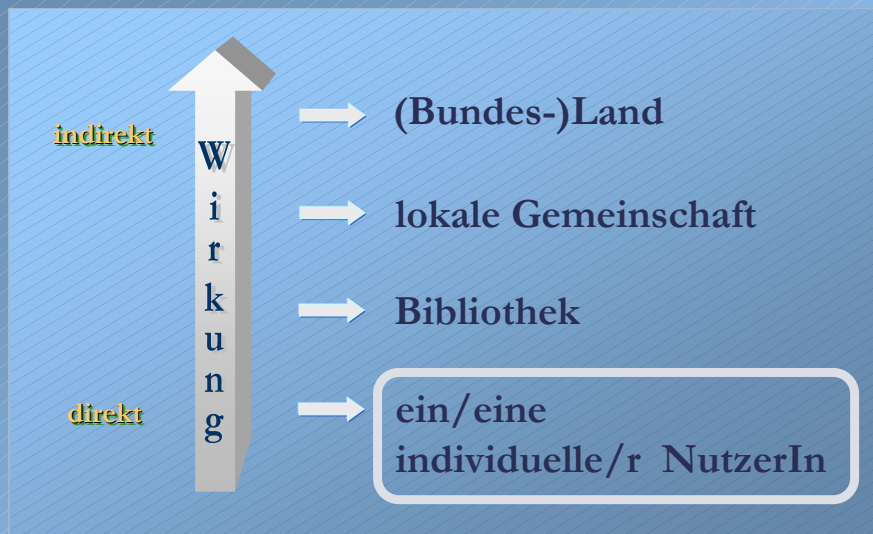 indirekt
direkt
Wirkung
(Bundes-)Land
lokale Gemeinschaft
Bibliothek
ein/eine
individuelle/r NutzerIn